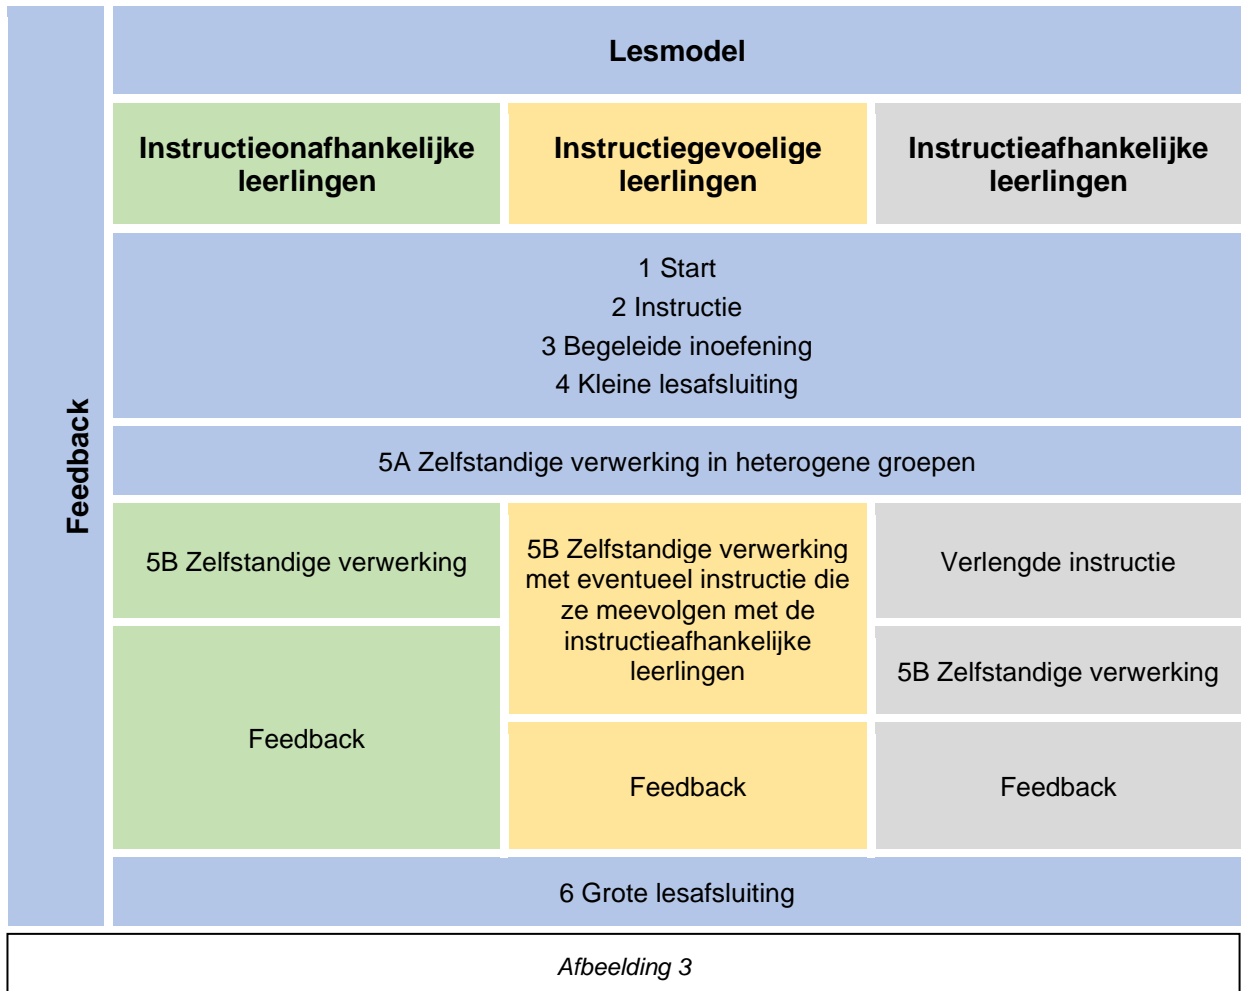 Lesmodel
Instructieonafhankelijke
leerlingen
Instructiegevoelige
leerlingen
Instructieafhankelijke
leerlingen
Feedback
1 Start
2 Instructie
3 Begeleide inoefening
4 Kleine lesafsluiting
5A Zelfstandige verwerking in heterogene groepen
5B Zelfstandige verwerking
Feedback
5B Zelfstandige verwerking
met eventueel instructie die
ze meevolgen met de
instructieafhankelijke
leerlingen
Feedback
Verlengde instructie
5B Zelfstandige verwerking
Feedback
6 Grote lesafsluiting
Afbeelding 3